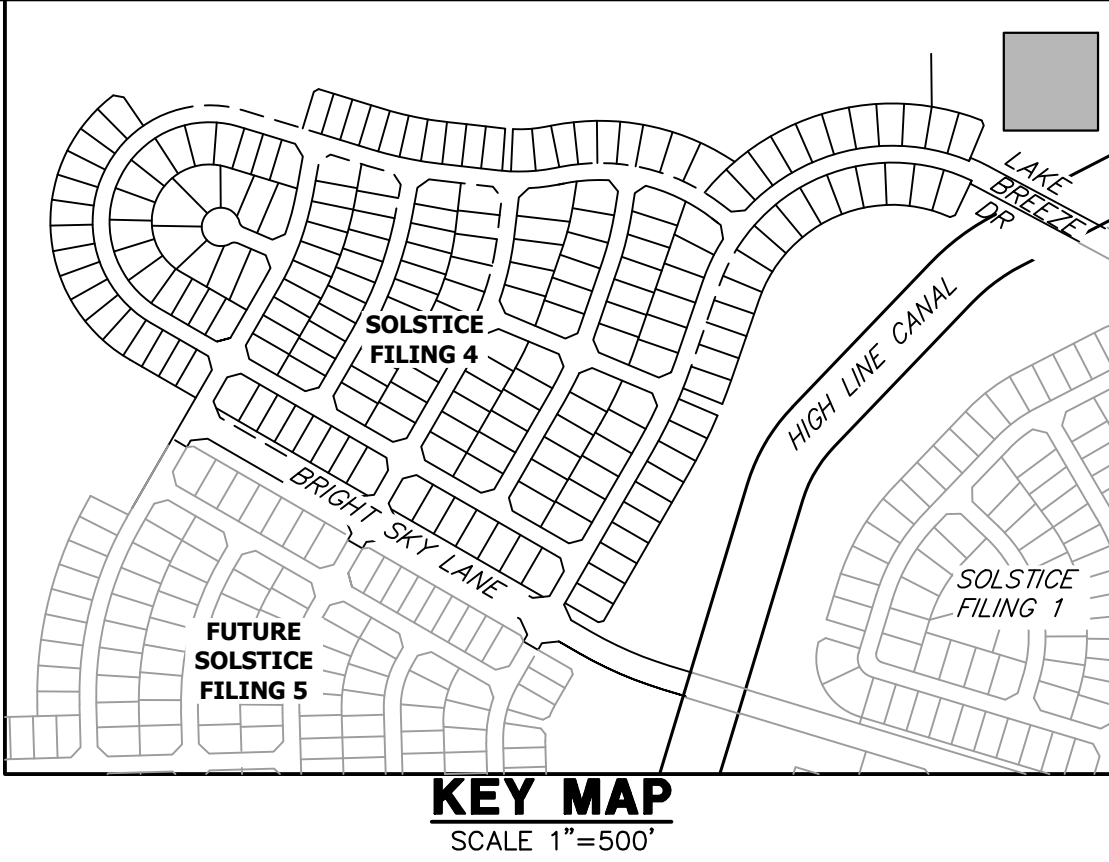 LAKE
BREEZE
DR
HIGH LINE CANAL
SOLSTICE
FILING 4
BRIGHT SKY LANE
SOLSTICE
FILING 1
FUTURE
SOLSTICE
FILING 5
KEY MAP
SCALE 1"=500'